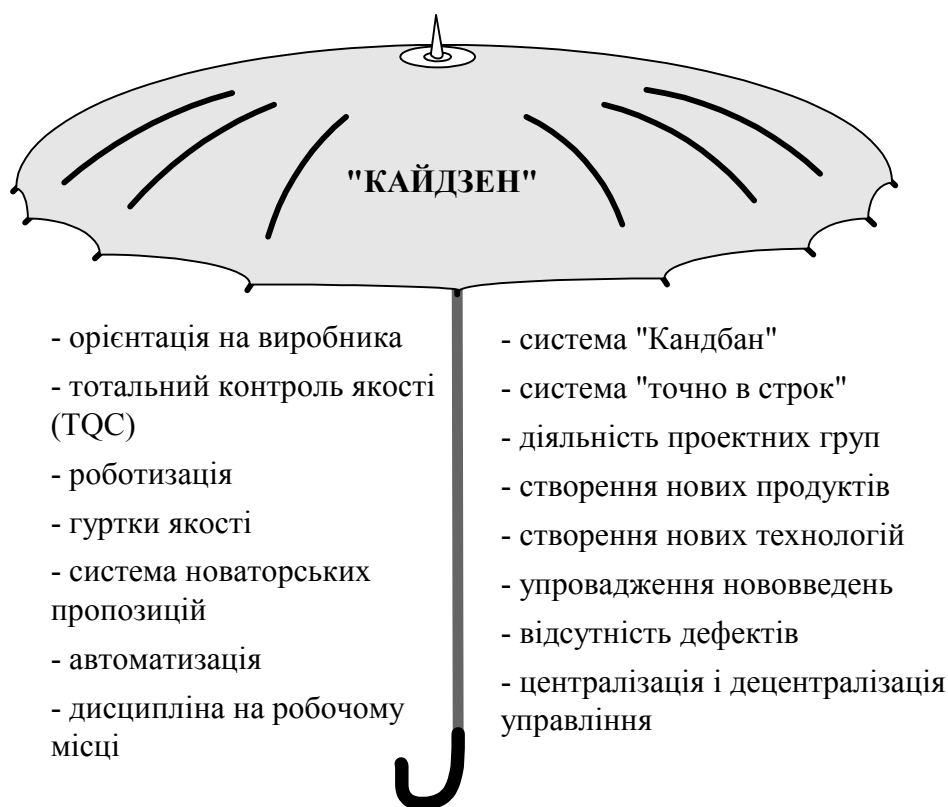 "КАЙДЗЕН"
- орієнтація на виробника
- тотальний контроль якості
(TQC)
- роботизація
- гуртки якості
- система новаторських
пропозицій
- автоматизація
- дисципліна на робочому
місці
- система "Кандбан"
- система "точно в строк"
- діяльність проектних груп
- створення нових продуктів
- створення нових технологій
- упровадження нововведень
- відсутність дефектів
- централізація і децентралізація
управління